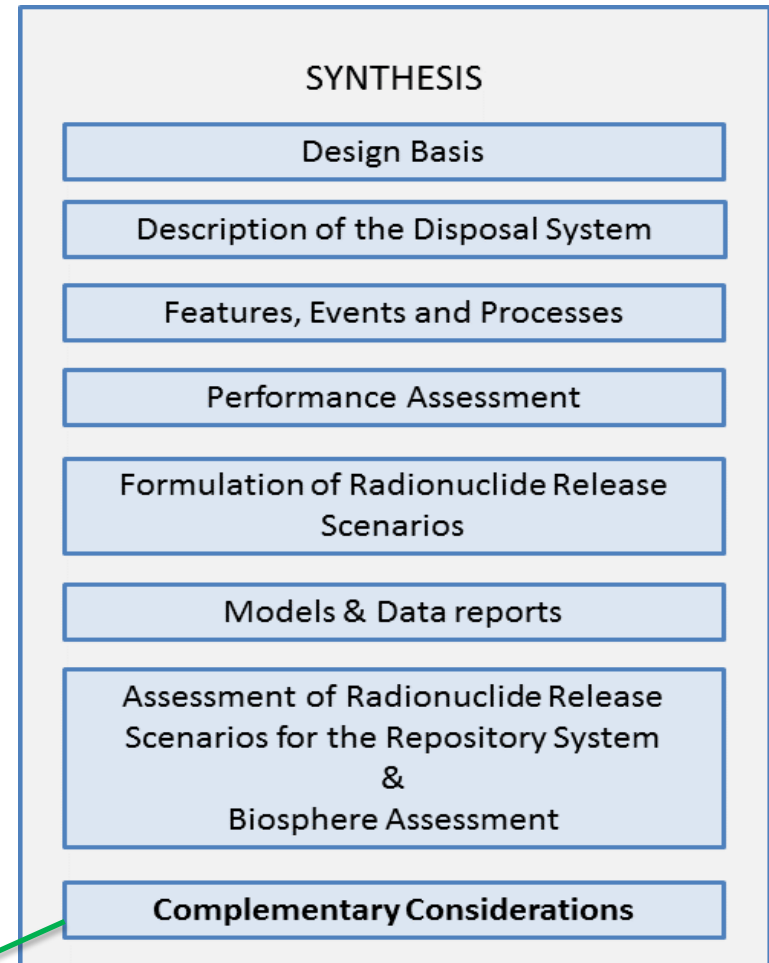 SYNTHESIS
Design Basis
Description of the Disposal System
Features, Events and Processes
Performance Assessment
Formulation of Radionuclide Release
Scenarios
Models & Data reports
Assessment of Radionuclide Release
Scenarios for the Repository System
&
Biosphere Assessment
Complementary Considerations